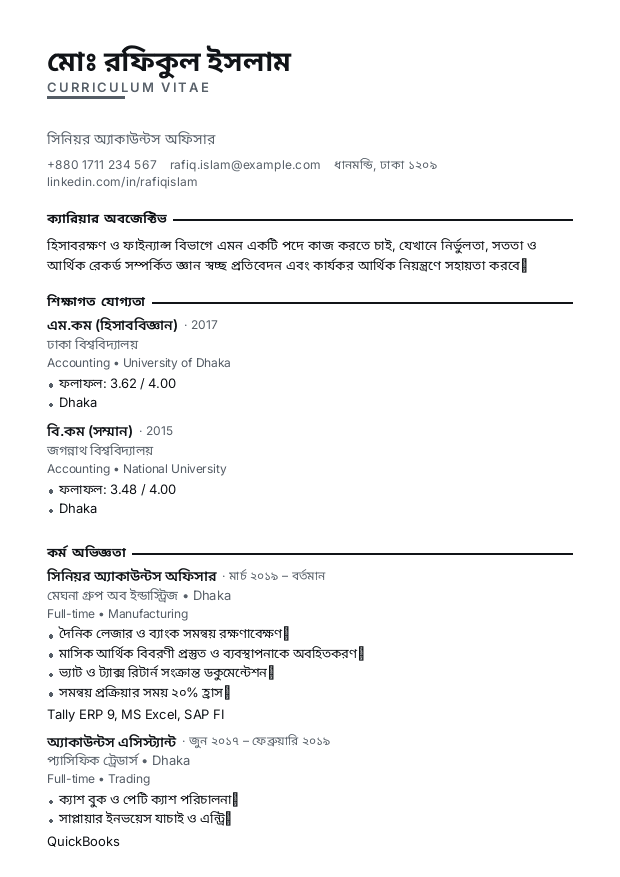 মোঃ রফিকুল ইসলাম
CURRICULUM VITAE
সিনিয়র অ্যাকাউন্টস অফিসার
+880 1711 234 567 rafiq.islam@example.com ধানমন্ডি, ঢাকা ১২০৯
linkedin.com/in/rafiqislam
ক্যারিয়ার অবজেক্টিভ
হিসাবরক্ষণ ও ফাইন্যান্স বিভাগে এমন একটি পদে কাজ করতে চাই, যেখানে নির্ভুলতা, সততা ও
আর্থিক রেকর্ড সম্পর্কিত জ্ঞান স্বচ্ছ প্রতিবেদন এবং কার্যকর আর্থিক নিয়ন্ত্রণে সহায়তা করবে
শিক্ষাগত যোগ্যতা
এম.কম (হিসাববিজ্ঞান) · 2017
ঢাকা বিশ্ববিদ্যালয়
Accounting • University of Dhaka
• ফলাফল: 3.62 / 4.00
• Dhaka
বি.কম (সম্মান) · 2015
জগন্নাথ বিশ্ববিদ্যালয়
Accounting • National University
• ফলাফল: 3.48 / 4.00
• Dhaka
কর্ম অভিজ্ঞতা
সিনিয়র অ্যাকাউন্টস অফিসার · মার্চ ২০১৯ – বর্তমান
মেঘনা গ্রুপ অব ইন্ডাস্ট্রিজ • Dhaka
Full-time • Manufacturing
• দৈনিক লেজার ও ব্যাংক সমন্বয় রক্ষণাবেক্ষণ
• মাসিক আর্থিক বিবরণী প্রস্তুত ও ব্যবস্থাপনাকে অবহিতকরণ
• ভ্যাট ও ট্যাক্স রিটার্ন সংক্রান্ত ডকুমেন্টেশন
• সমন্বয় প্রক্রিয়ার সময় ২০% হ্রাস
Tally ERP 9, MS Excel, SAP FI
অ্যাকাউন্টস এসিস্ট্যান্ট · জুন ২০১৭ – ফেব্রুয়ারি ২০১৯
প্যাসিফিক ট্রেডার্স • Dhaka
Full-time • Trading
• ক্যাশ বুক ও পেটি ক্যাশ পরিচালনা
• সাপ্লায়ার ইনভয়েস যাচাই ও এন্ট্রি
QuickBooks